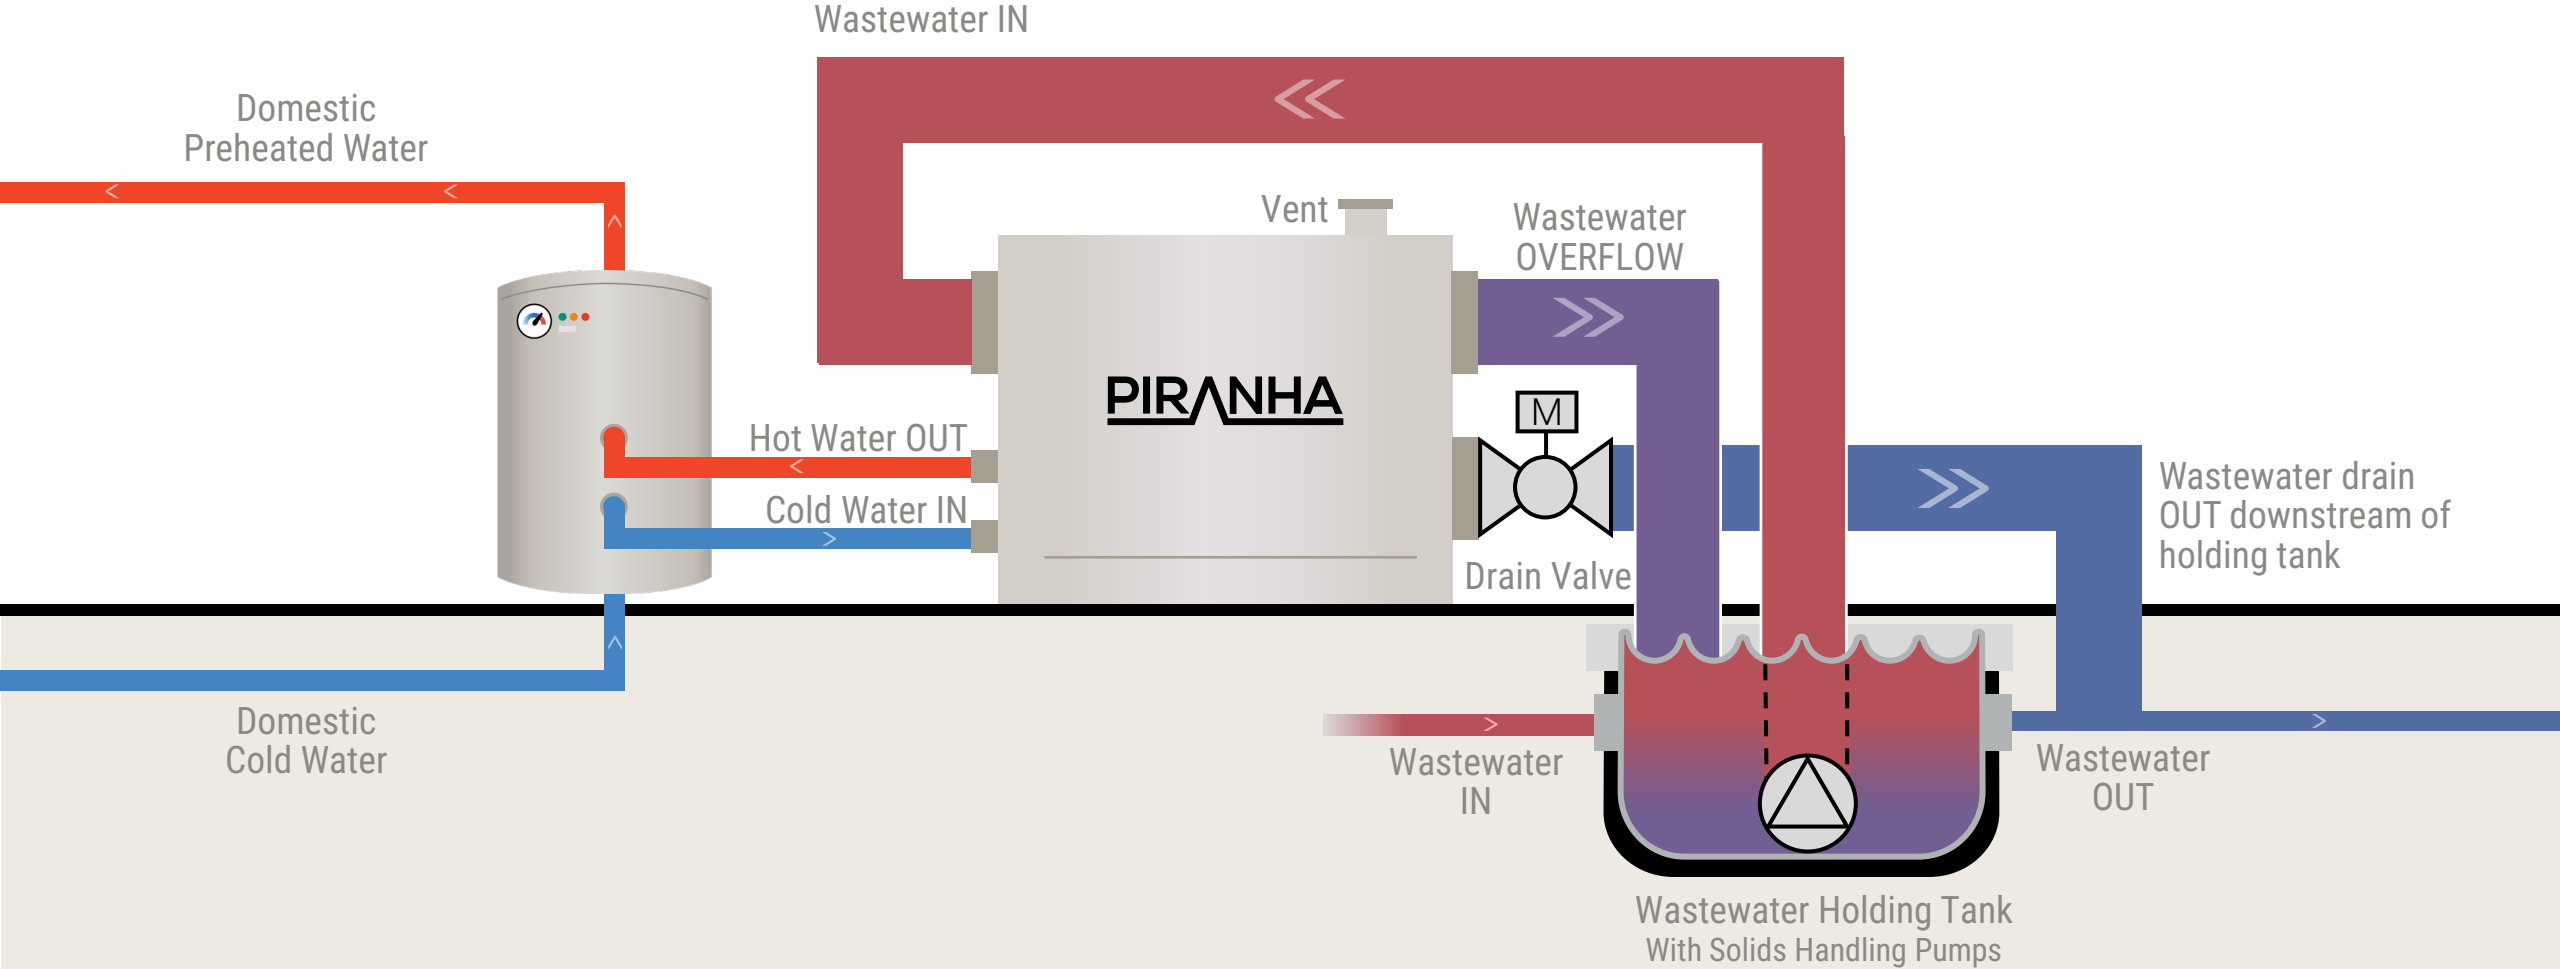 Wastewater IN
Domestic
Preheated Water
Vent
Wastewater
OVERFLOW
PIRANHA
M
Hot Water OUT
Cold Water IN
Drain Valve
Wastewater drain
OUT downstream of
holding tank
Domestic
Cold Water
Wastewater
IN
Wastewater
OUT
Wastewater Holding Tank
With Solids Handling Pumps